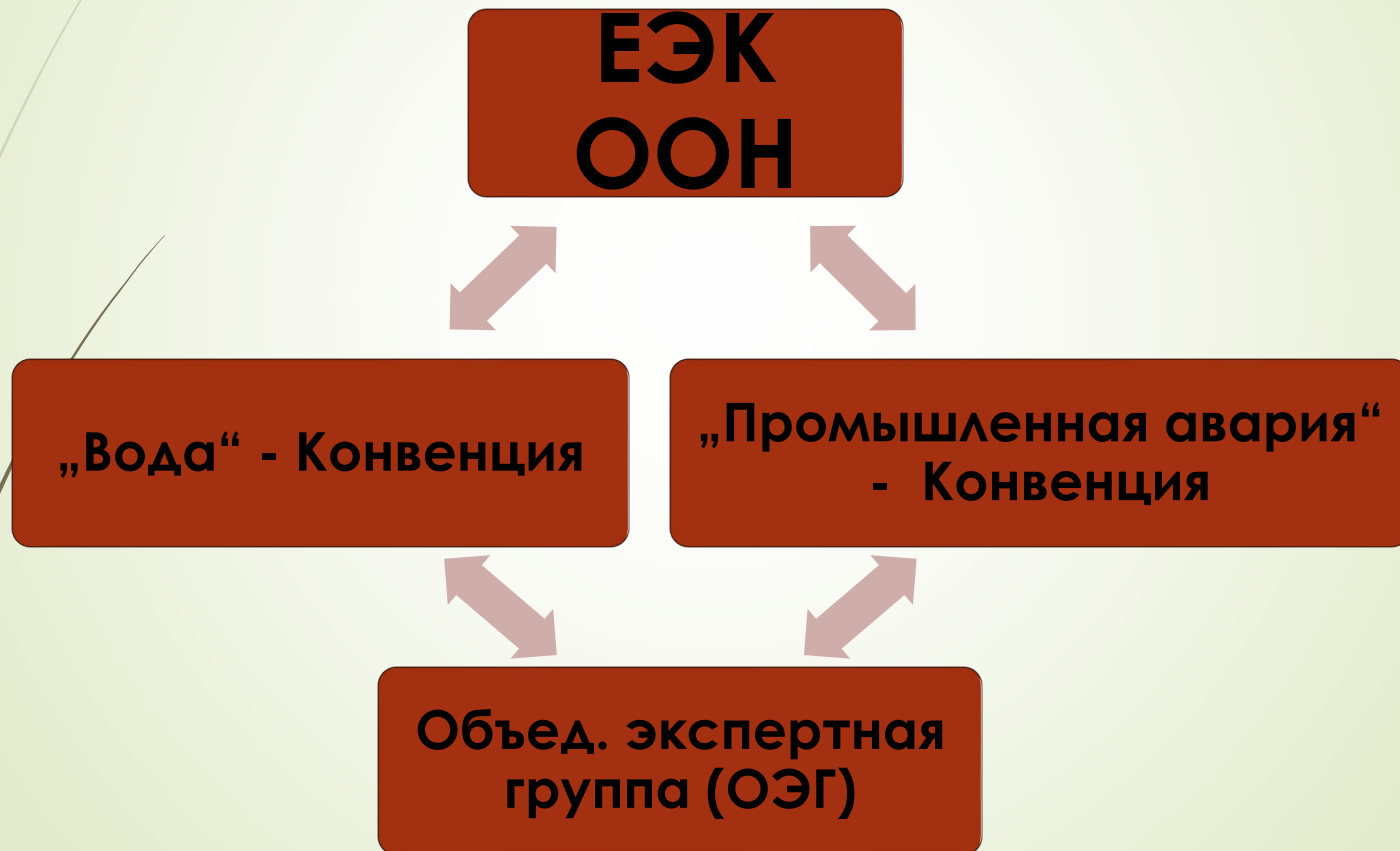 ЕЭК
ООН
„Вода“ - Конвенция
„Промышленная авария“
- Конвенция
Объед. экспертная
группа (ОЭГ)